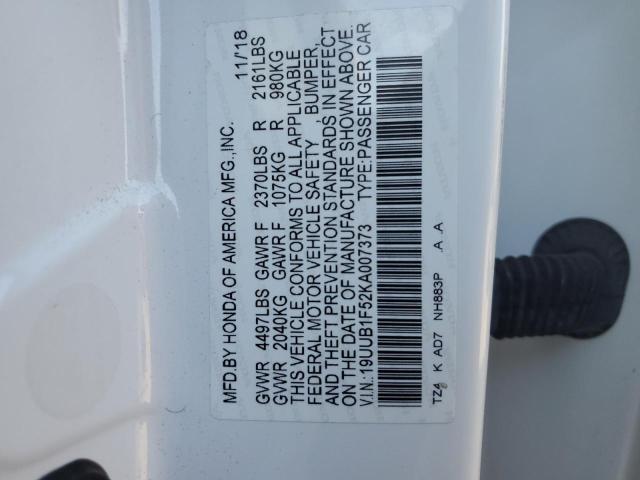 MFD.BY HONDA OF AMERICA MFG.,INC. 11/18
GVWR 4497LBS GAWR F 2370LBS R 2161LBS
GVWR 2040KG GAWR F 1075KG R 980KG
THIS VEHICLE CONFORMS TO ALL APPLICABLE
FEDERAL MOTOR VEHICLE SAFETY , BUMPER,
AND THEFT PREVENTION STANDARDS IN EFFECT
ON THE DATE OF MANUFACTURE SHOWN ABOVE.
V.I.N.:19UUB1F52KA007373 TYPE:PASSENGER CAR
K AD7 NH883P A A